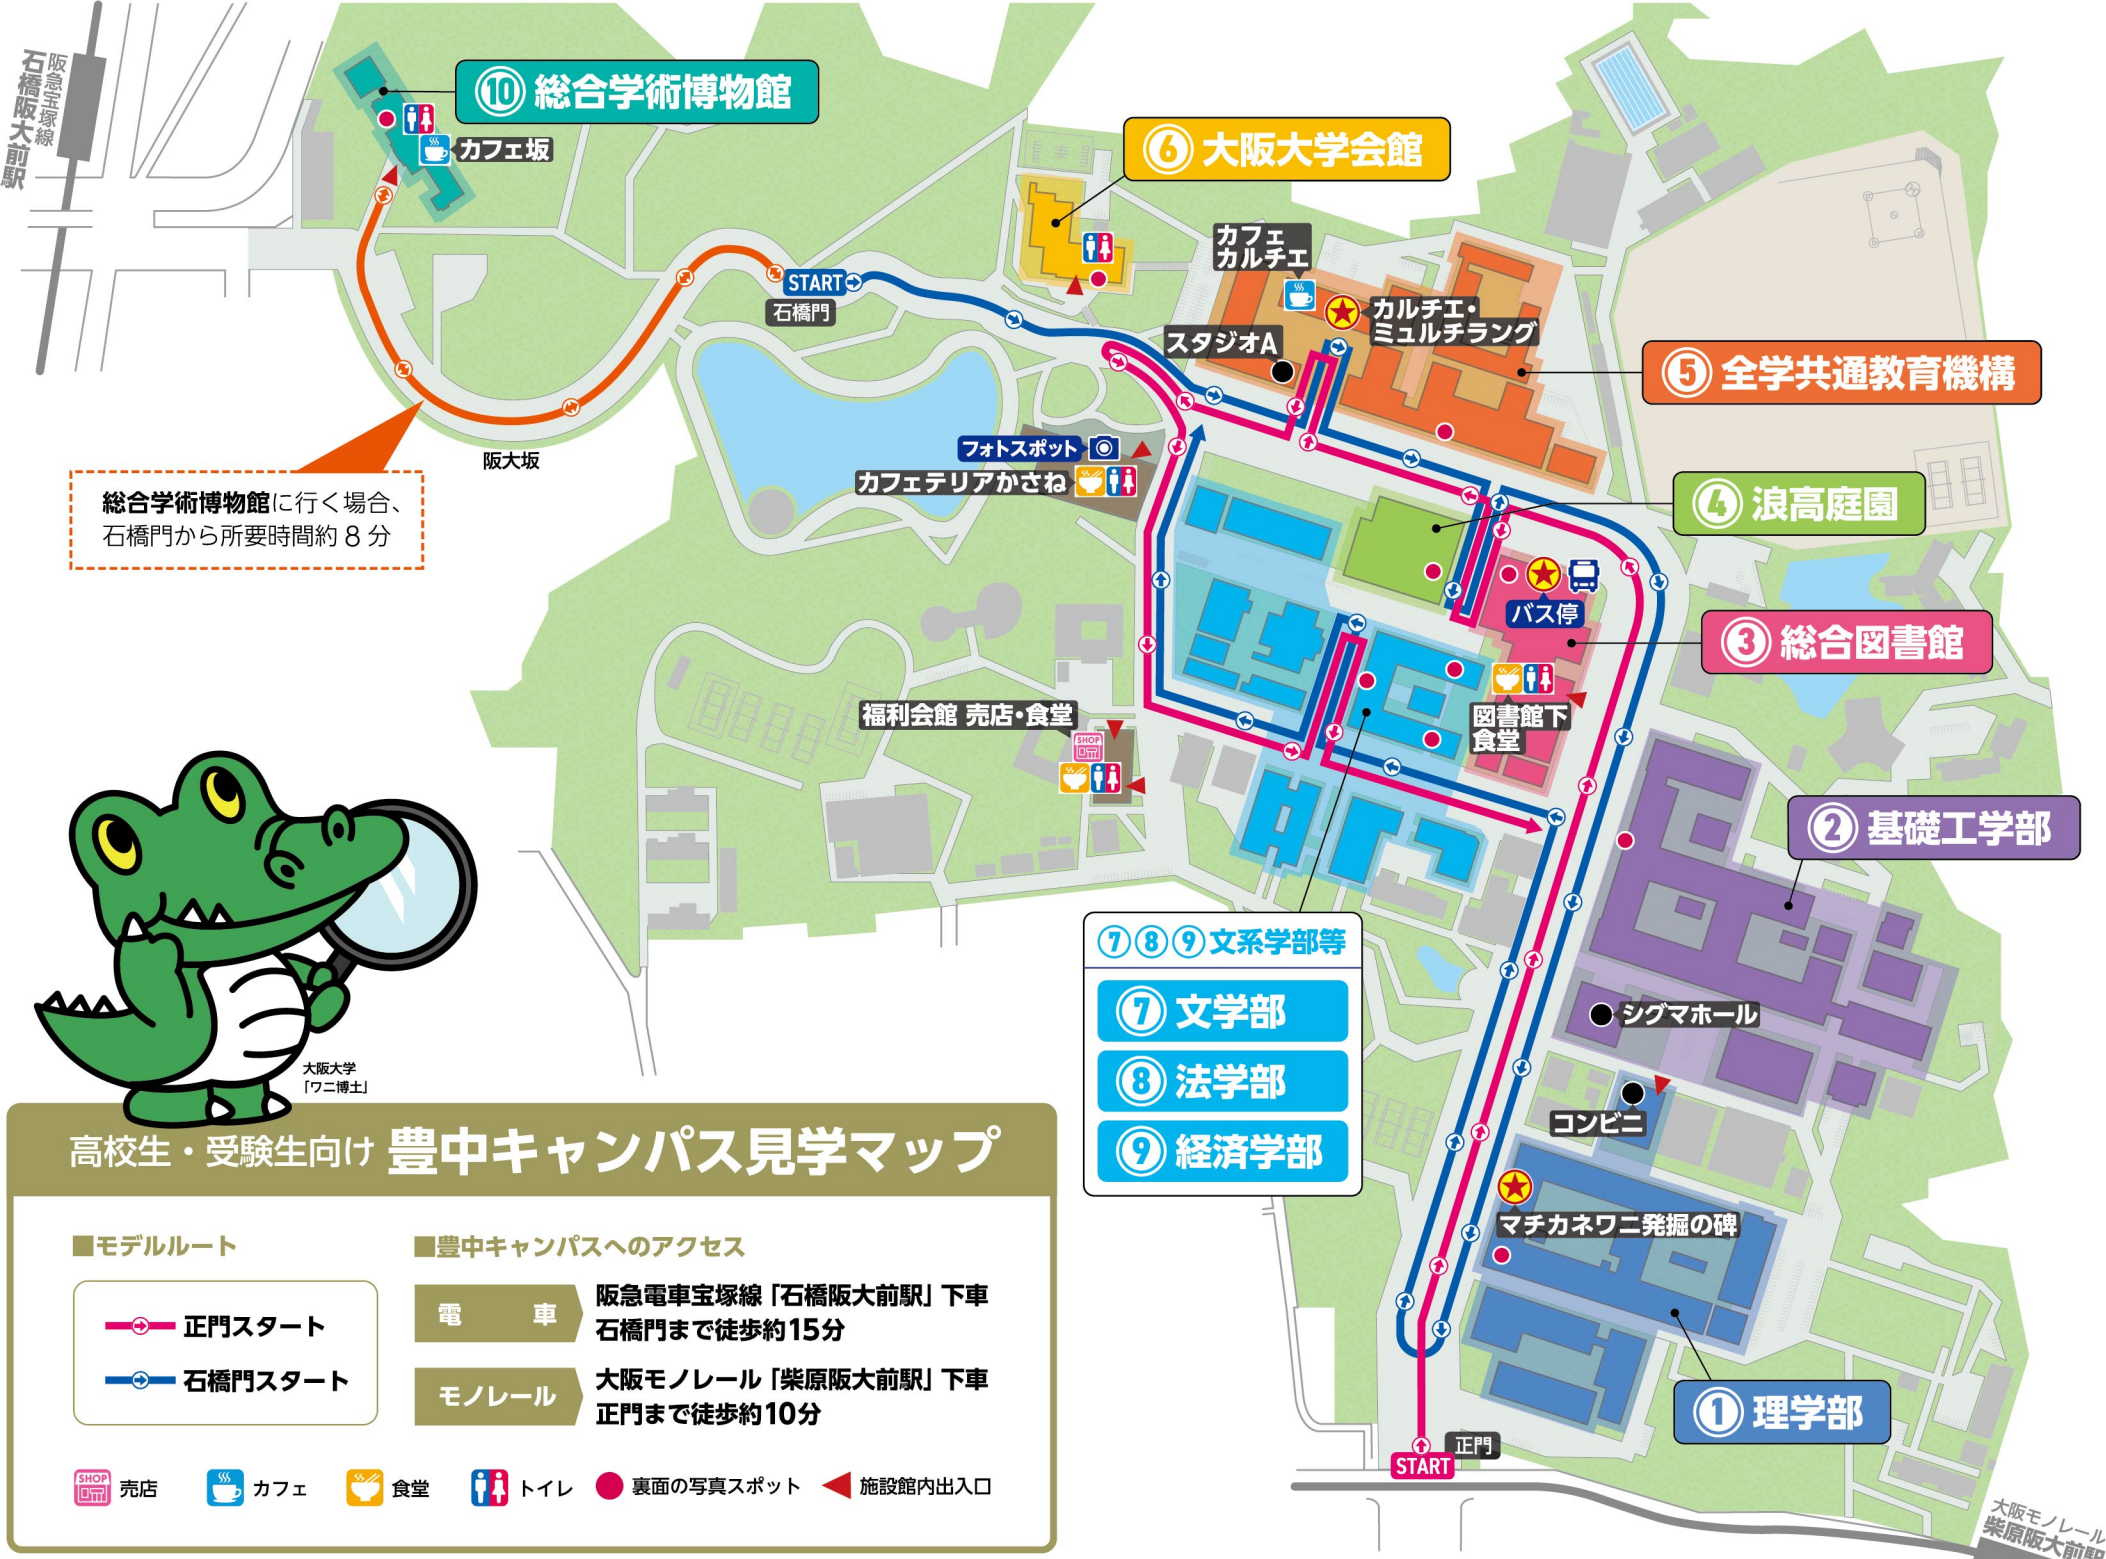 阪急宝塚線
石橋阪大前駅
⑩ 総合学術博物館
カフェ坂
⑥ 大阪大学会館
カフェ
カルチエ
カルチエ・
ミュルチラング
スタジオA
START
石橋門
⑤ 全学共通教育機構
阪大坂
フォトスポット
カフェテリアかさね
総合学術博物館に行く場合、
石橋門から所要時間約 8 分
④ 浪高庭園
バス停
③ 総合図書館
図書館下
食堂
福利会館 売店・食堂
SHOP
② 基礎工学部
⑦⑧⑨文系学部等
⑦ 文学部
⑧ 法学部
⑨ 経済学部
シグマホール
コンビニ
マチカネワニ発掘の碑
① 理学部
正門
START
大阪モノレール
柴原阪大前駅
大阪大学
「ワニ博士」
高校生・受験生向け 豊中キャンパス見学マップ
■モデルルート
正門スタート
石橋門スタート
■豊中キャンパスへのアクセス
電車
阪急電車宝塚線「石橋阪大前駅」下車
石橋門まで徒歩約15分
モノレール
大阪モノレール「柴原阪大前駅」下車
正門まで徒歩約10分
SHOP 売店
カフェ
食堂
トイレ
裏面の写真スポット
施設館内出入口